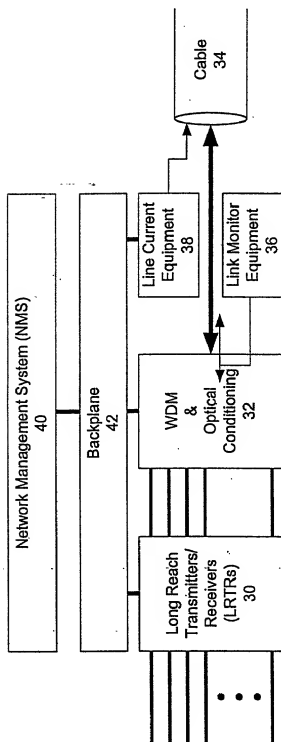 Network Management System (NMS)
40
Backplane
42
Line Current
Equipment
38
Cable
34
Long Reach
Transmitters/
Receivers
(LRTRs)
30
WDM
&
Optical
Conditioning
32
Link Monitor
Equipment
36